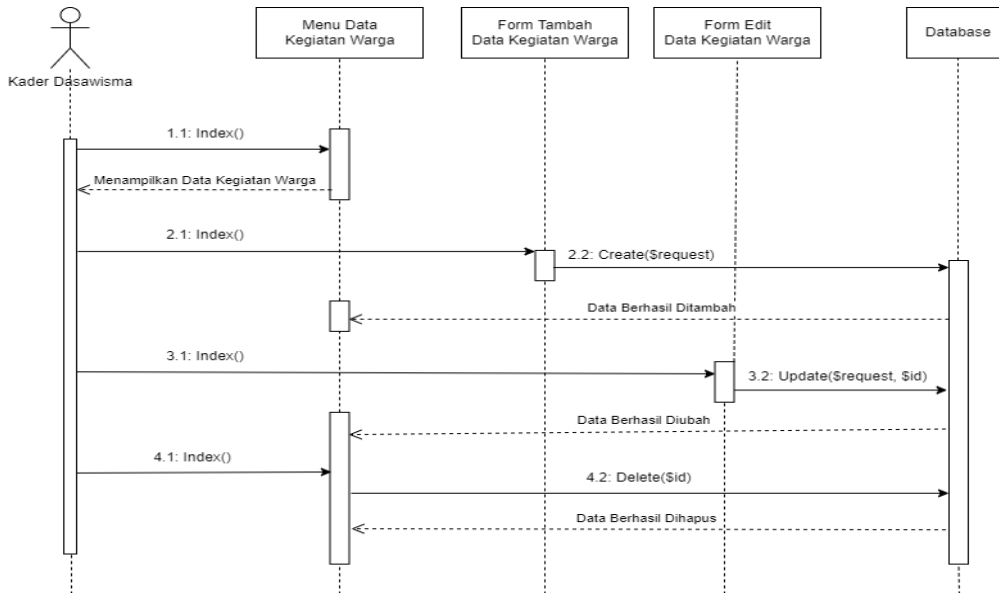 Menu Data
Kegiatan Warga
Form Tambah
Data Kegiatan Warga
Form Edit
Data Kegiatan Warga
Database
Kader Dasawisma
1.1: Index()
Menampilkan Data Kegiatan Warga
2.1: Index()
2.2: Create($request)
Data Berhasil Ditambah
3.1: Index()
3.2: Update($request, $id)
Data Berhasil Diubah
4.1: Index()
4.2: Delete($id)
Data Berhasil Dihapus